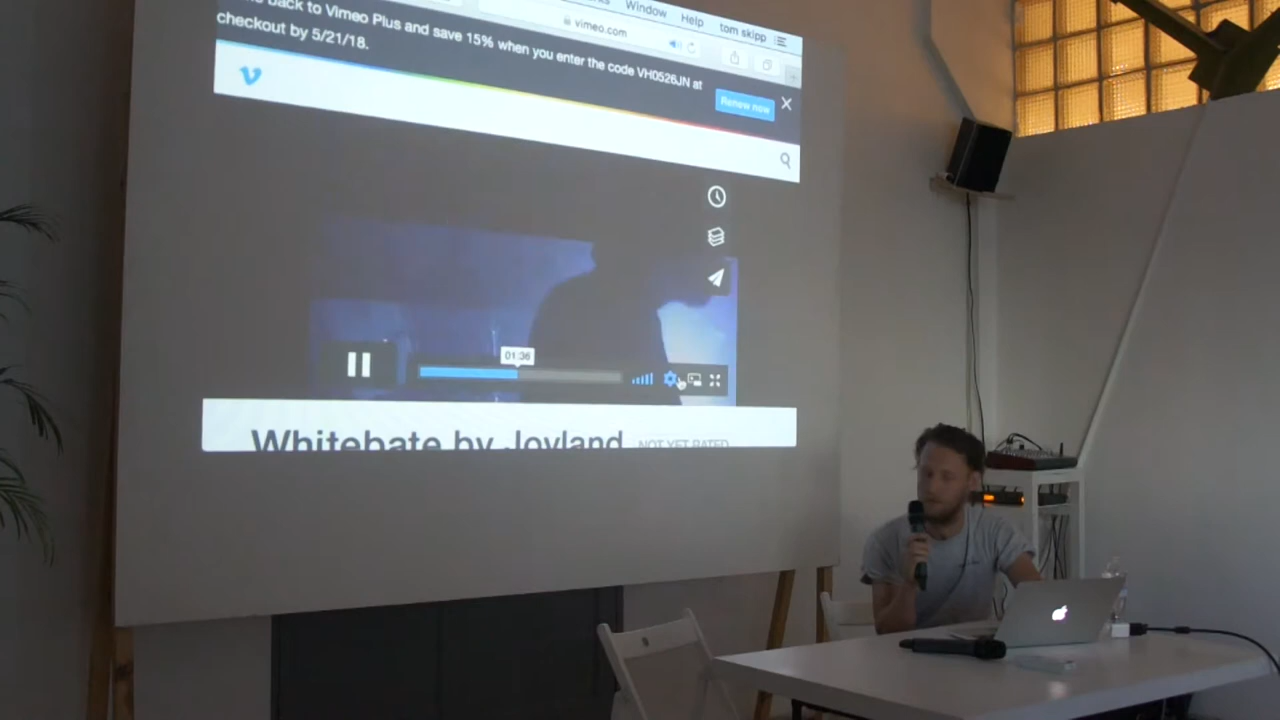 Window Help tom skipp
vimeo.com
back to Vimeo Plus and save 15% when you enter the code VH0526JN at
checkout by 5/21/18.
Renew now
01:36
Whitebate by Joyland NOT YET RATED